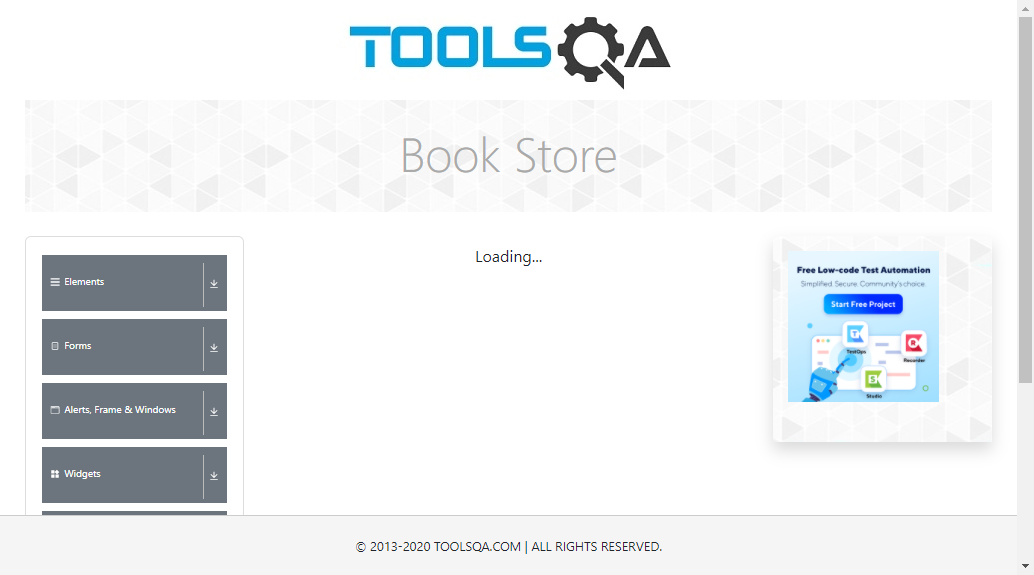 TOOLSQA
Book Store
Elements
Forms
Alerts, Frame & Windows
Widgets
Loading...
Free Low-code Test Automation
Simplified. Secure. Community's choice
Start Free Project
TestOps
Recorder
Studio
© 2013-2020 TOOLSQA.COM | ALL RIGHTS RESERVED.